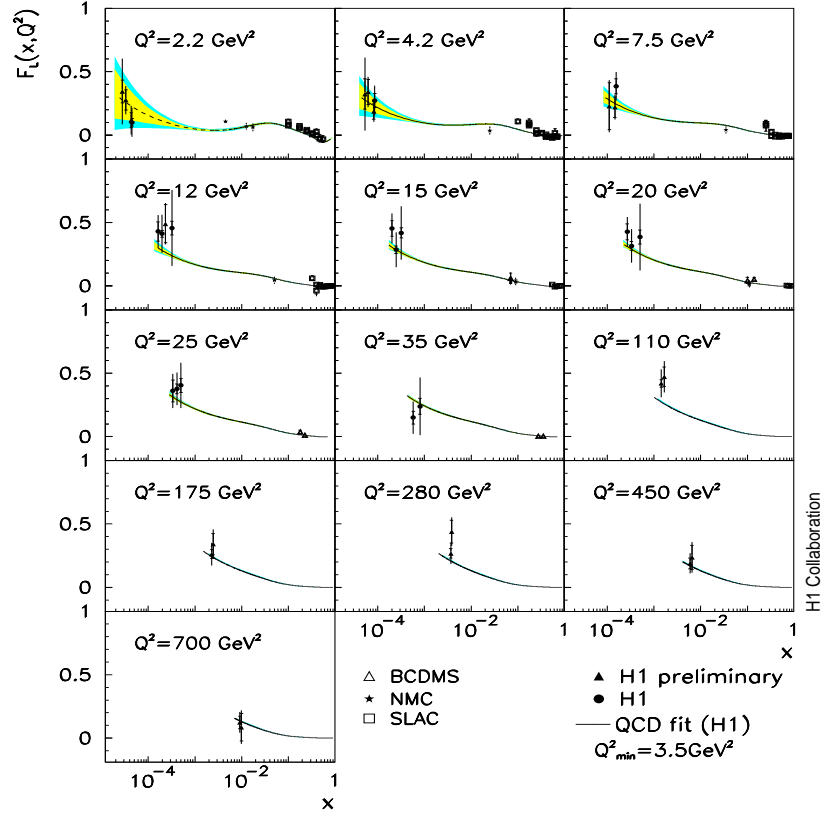 F_L(x,Q²)
1
Q²=2.2 GeV²
Q²=4.2 GeV²
Q²=7.5 GeV²
0.5
0
1
Q²=12 GeV²
Q²=15 GeV²
Q²=20 GeV²
0.5
0
1
Q²=25 GeV²
Q²=35 GeV²
Q²=110 GeV²
0.5
0
1
Q²=175 GeV²
Q²=280 GeV²
Q²=450 GeV²
0.5
0
1
10⁻⁴ 10⁻² 1
10⁻⁴ 10⁻² 1
x
Q²=700 GeV²
0.5
0
10⁻⁴ 10⁻² 1
x
BCDMS
NMC
SLAC
H1 preliminary
H1
QCD fit (H1)
Q²min=3.5GeV²
H1 Collaboration